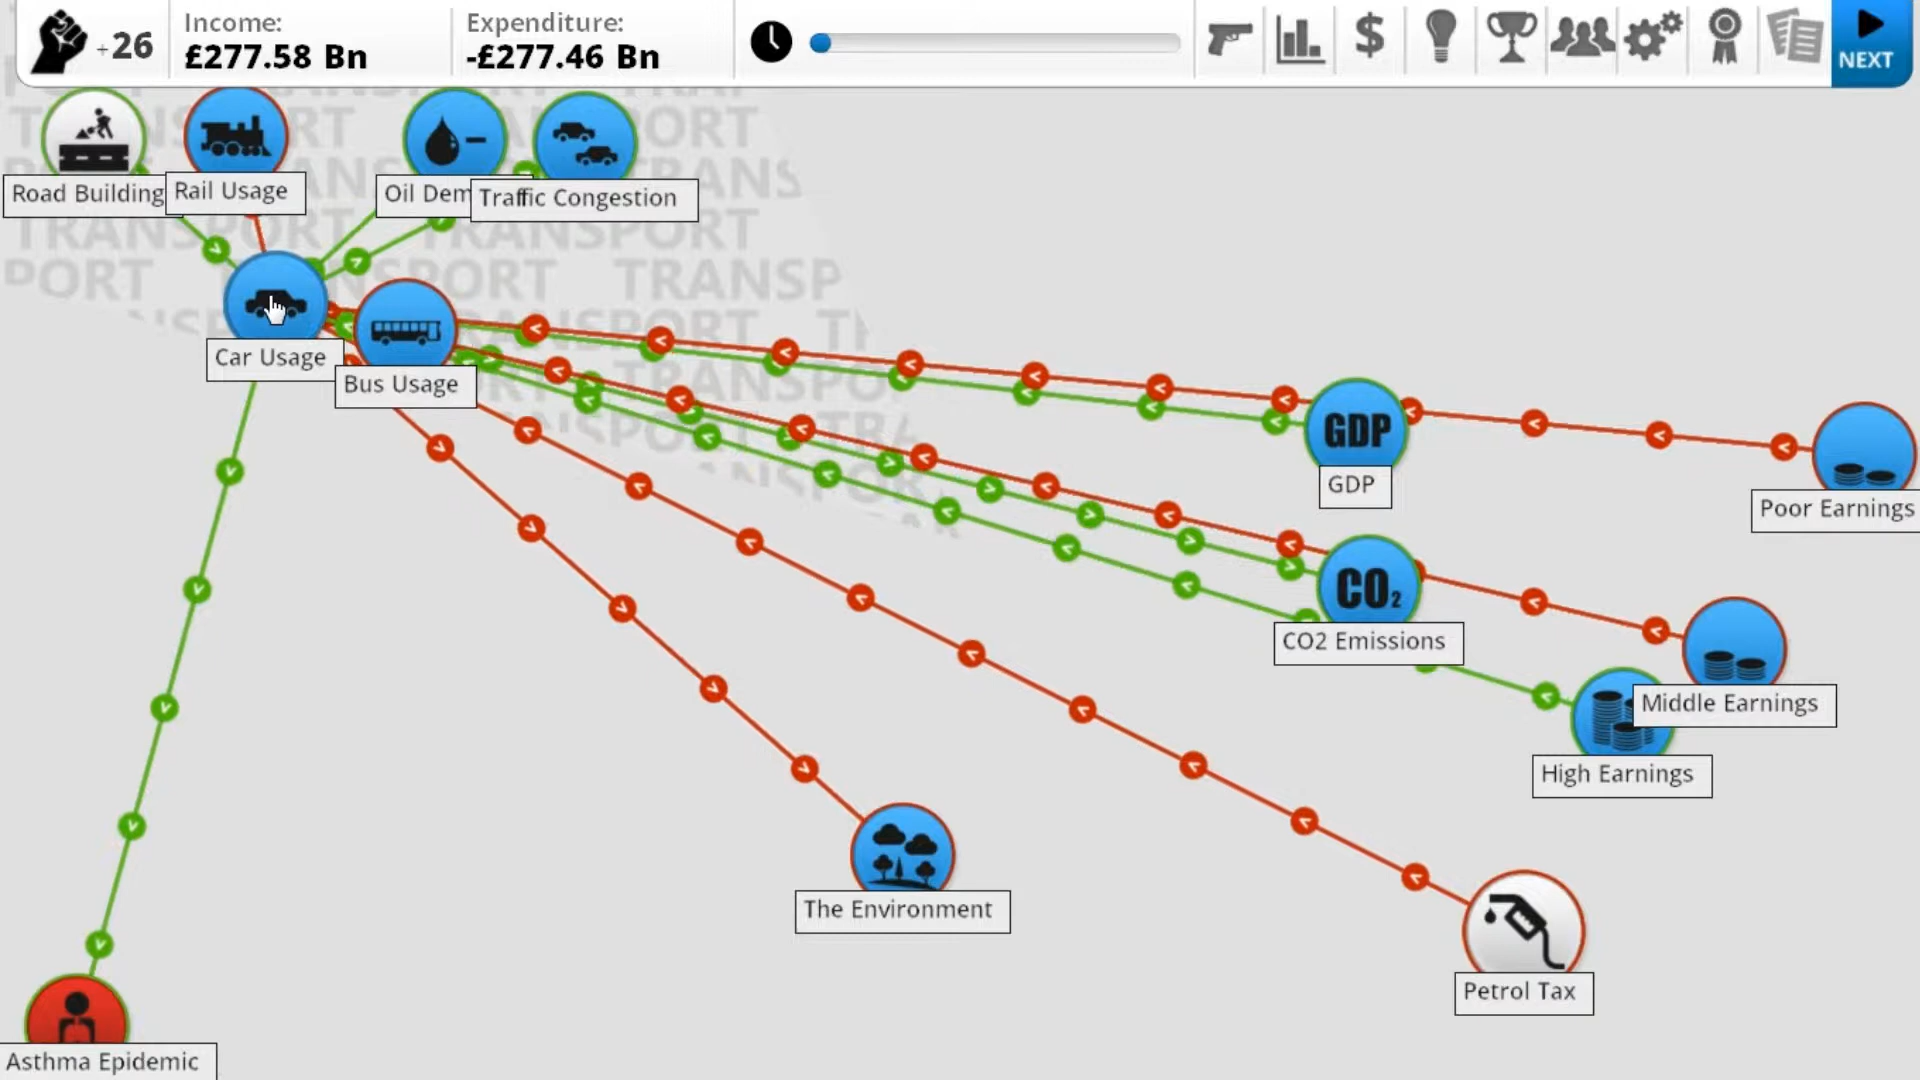 +26
Income:
£277.58 Bn
Expenditure:
-£277.46 Bn
NEXT
TRANSPORT
TRANSPORT
Road Building
Rail Usage
Oil Dem
Traffic Congestion
Car Usage
Bus Usage
GDP
GDP
Poor Earnings
CO2
CO2 Emissions
Middle Earnings
High Earnings
The Environment
Petrol Tax
Asthma Epidemic